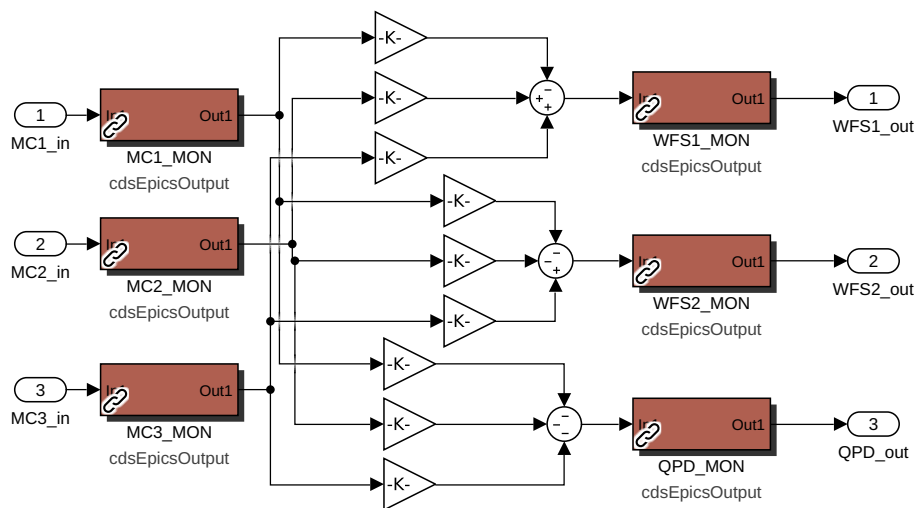 -K-
-K-
-K-
1
MC1_in
In1
Out1
MC1_MON
cdsEpicsOutput
−
+
+
In1
Out1
WFS1_MON
cdsEpicsOutput
1
WFS1_out
-K-
-K-
-K-
2
MC2_in
In1
Out1
MC2_MON
cdsEpicsOutput
−
−
+
In1
Out1
WFS2_MON
cdsEpicsOutput
2
WFS2_out
-K-
-K-
-K-
3
MC3_in
In1
Out1
MC3_MON
cdsEpicsOutput
−
−
−
In1
Out1
QPD_MON
cdsEpicsOutput
3
QPD_out